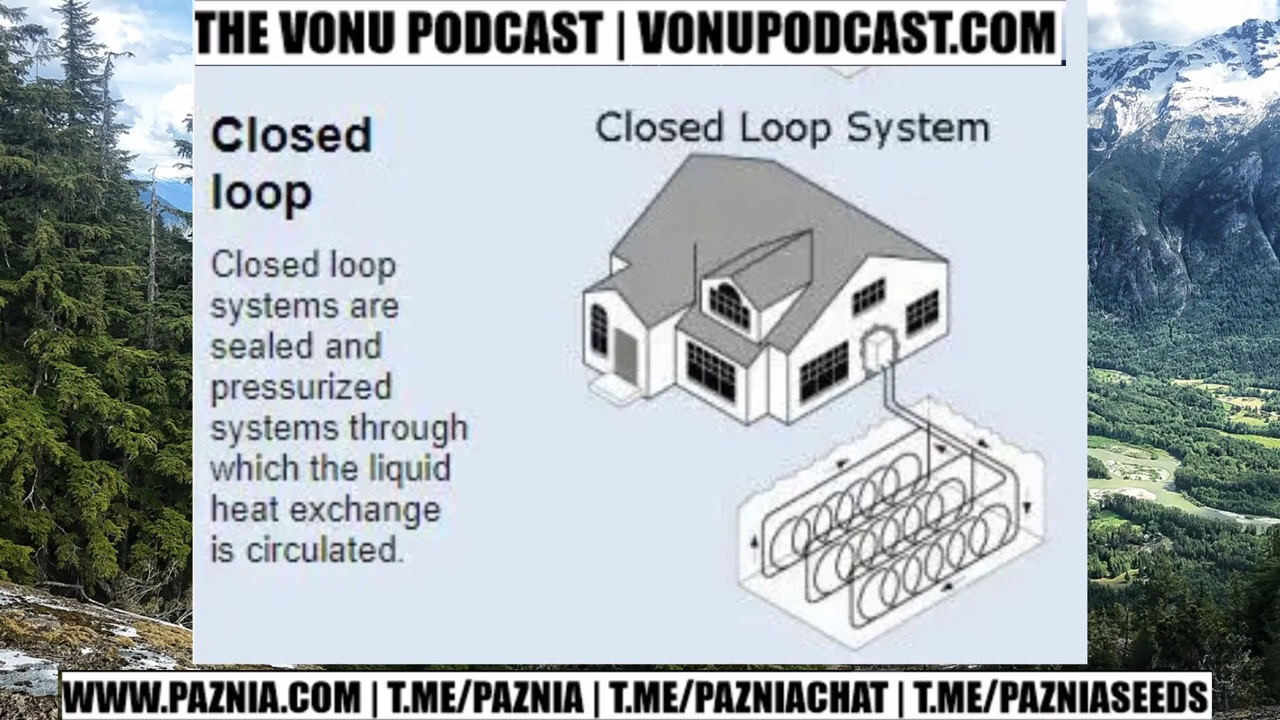 THE VONU PODCAST | VONUPODCAST.COM
Closed
loop
Closed loop
systems are
sealed and
pressurized
systems through
which the liquid
heat exchange
is circulated.
Closed Loop System
WWW.PAZNIA.COM | T.ME/PAZNIA | T.ME/PAZNIACHAT | T.ME/PAZNIASEEDS